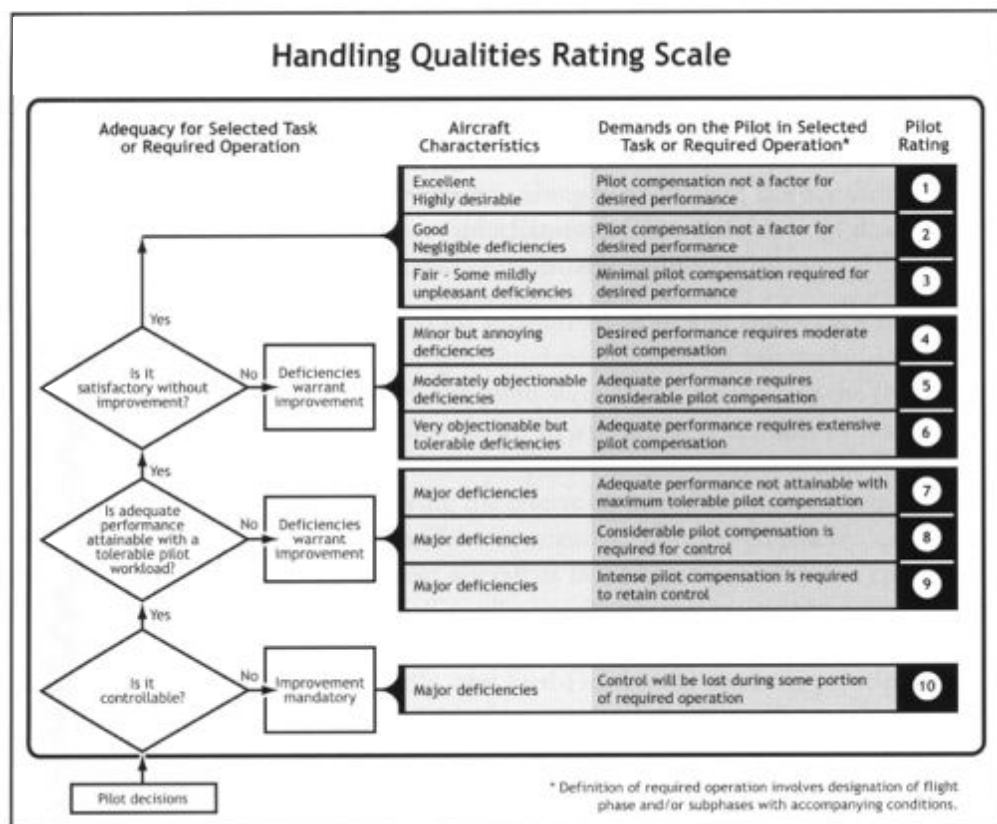 Handling Qualities Rating Scale
Adequacy for Selected Task
or Required Operation
Aircraft
Characteristics
Demands on the Pilot in Selected
Task or Required Operation*
Pilot
Rating
Excellent
Highly desirable
Pilot compensation not a factor for
desired performance
1
Good
Negligible deficiencies
Pilot compensation not a factor for
desired performance
2
Fair - Some mildly
unpleasant deficiencies
Minimal pilot compensation required for
desired performance
3
Yes
Is it
satisfactory without
improvement?
No
Deficiencies
warrant
improvement
Minor but annoying
deficiencies
Desired performance requires moderate
pilot compensation
4
Moderately objectionable
deficiencies
Adequate performance requires
considerable pilot compensation
5
Very objectionable but
tolerable deficiencies
Adequate performance requires extensive
pilot compensation
6
Yes
Is adequate
performance
attainable with a
tolerable pilot
workload?
No
Deficiencies
warrant
improvement
Major deficiencies
Adequate performance not attainable with
maximum tolerable pilot compensation
7
Major deficiencies
Considerable pilot compensation is
required for control
8
Major deficiencies
Intense pilot compensation is required
to retain control
9
Yes
Is it
controllable?
No
Improvement
mandatory
Major deficiencies
Control will be lost during some portion
of required operation
10
Pilot decisions
* Definition of required operation involves designation of flight
phase and/or subphases with accompanying conditions.